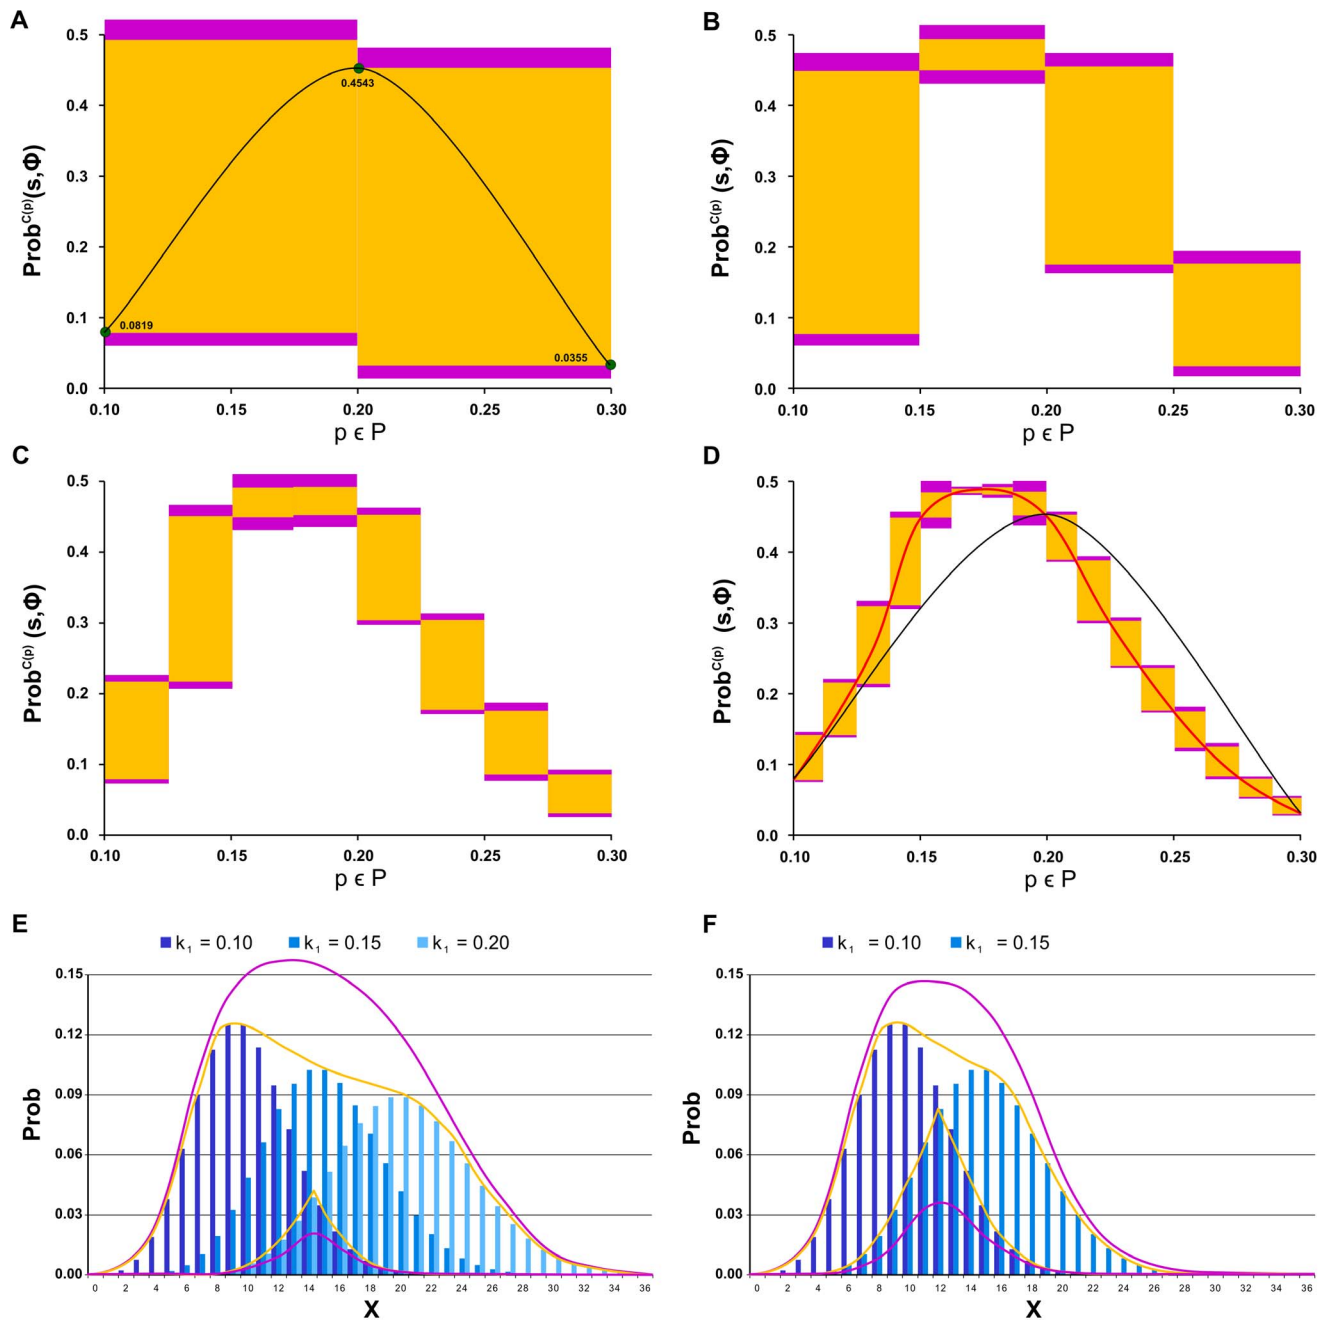 A
Prob^C(p)(s,Φ)
0.5
0.4
0.3
0.2
0.1
0.0
0.4543
0.0819
0.0355
0.10 0.15 0.20 0.25 0.30
p ϵ P
B
Prob^C(p) (s,Φ)
0.5
0.4
0.3
0.2
0.1
0.0
0.10 0.15 0.20 0.25 0.30
p ϵ P
C
Prob^C(p) (s,Φ)
0.5
0.4
0.3
0.2
0.1
0.0
0.10 0.15 0.20 0.25 0.30
p ϵ P
D
Prob^C(p) (s,Φ)
0.5
0.4
0.3
0.2
0.1
0.0
0.10 0.15 0.20 0.25 0.30
p ϵ P
E
k₁ = 0.10 k₁ = 0.15 k₁ = 0.20
Prob
0.15
0.12
0.09
0.06
0.03
0.00
0 2 4 6 8 10 12 14 16 18 20 22 24 26 28 30 32 34 36
X
F
k₁ = 0.10 k₁ = 0.15
Prob
0.15
0.12
0.09
0.06
0.03
0.00
0 2 4 6 8 10 12 14 16 18 20 22 24 26 28 30 32 34 36
X